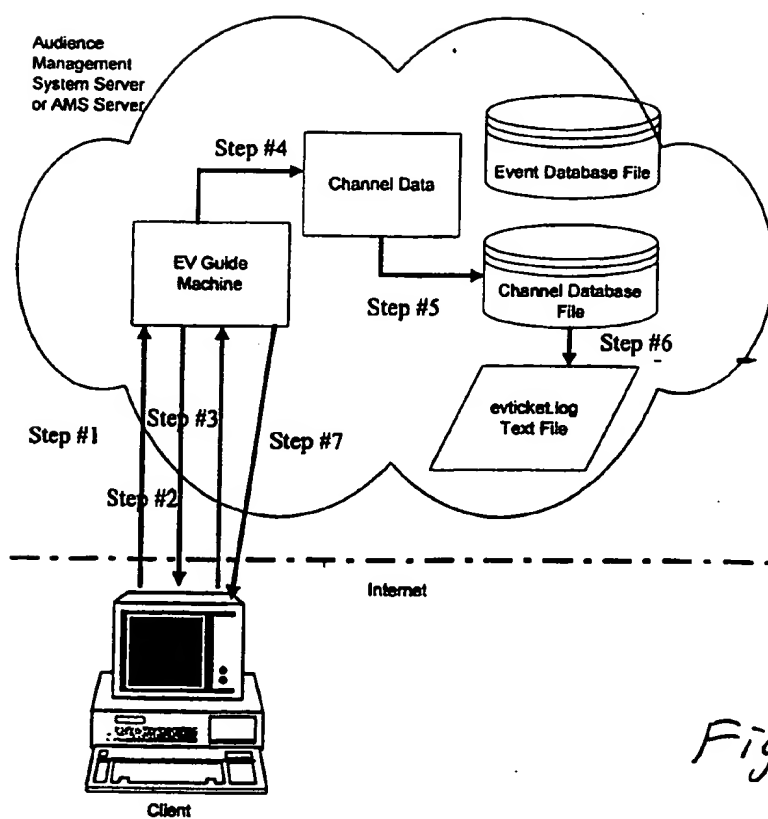 Audience
Management
System Server
or AMS Server
Step #4
Channel Data
Event Database File
EV Guide
Machine
Step #5
Channel Database
File
Step #6
evticket.log
Text File
Step #1
Step #3
Step #7
Step #2
Internet
Client
Fig